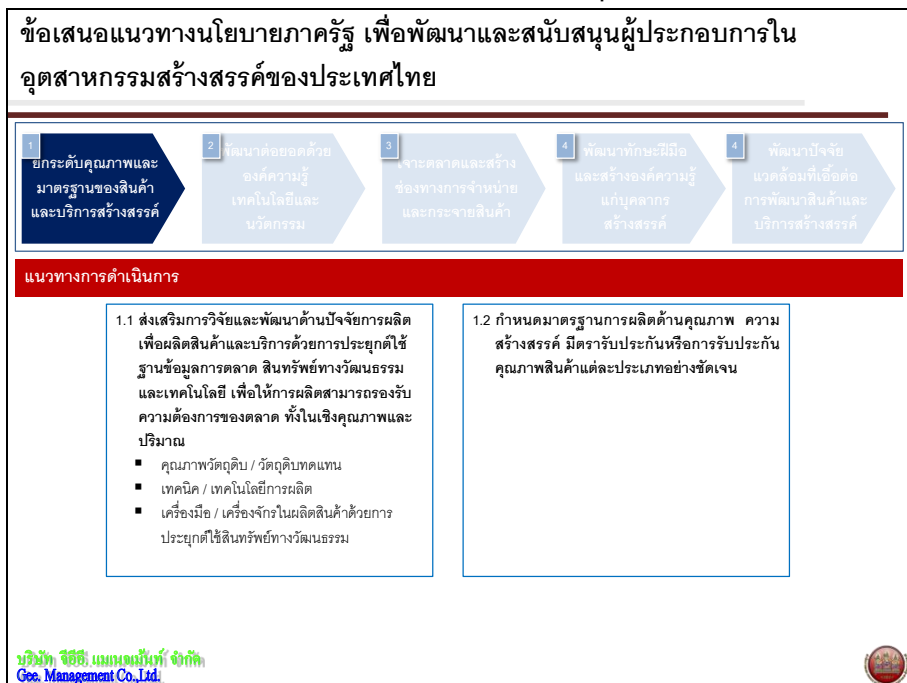 ข้อเสนอแนวทางนโยบายภาครัฐ เพื่อพัฒนาและสนับสนุนผู้ประกอบการใน
อุตสาหกรรมสร้างสรรค์ของประเทศไทย
1
ยกระดับคุณภาพและ
มาตรฐานของสินค้า
และบริการสร้างสรรค์
2
พัฒนาต่อยอดด้วย
องค์ความรู้
เทคโนโลยีและ
นวัตกรรม
3
เจาะตลาดและสร้าง
ช่องทางการจำหน่าย
และกระจายสินค้า
4
พัฒนาทักษะฝีมือ
และสร้างองค์ความรู้
แก่บุคลากร
สร้างสรรค์
4
พัฒนาปัจจัย
แวดล้อมที่เอื้อต่อ
การพัฒนาสินค้าและ
บริการสร้างสรรค์
แนวทางการดำเนินการ
1.1 ส่งเสริมการวิจัยและพัฒนาด้านปัจจัยการผลิต
เพื่อผลิตสินค้าและบริการด้วยการประยุกต์ใช้
ฐานข้อมูลการตลาด สินทรัพย์ทางวัฒนธรรม
และเทคโนโลยี เพื่อให้การผลิตสามารถรองรับ
ความต้องการของตลาด ทั้งในเชิงคุณภาพและ
ปริมาณ
▪ คุณภาพวัตถุดิบ / วัตถุดิบทดแทน
▪ เทคนิค / เทคโนโลยีการผลิต
▪ เครื่องมือ / เครื่องจักรในผลิตสินค้าด้วยการ
ประยุกต์ใช้สินทรัพย์ทางวัฒนธรรม
1.2 กำหนดมาตรฐานการผลิตด้านคุณภาพ ความ
สร้างสรรค์ มีตรารับประกันหรือการรับประกัน
คุณภาพสินค้าแต่ละประเภทอย่างชัดเจน
บริษัท จีอีอี. แมเนจเม้นท์ จำกัด
Gee. Management Co.,Ltd.